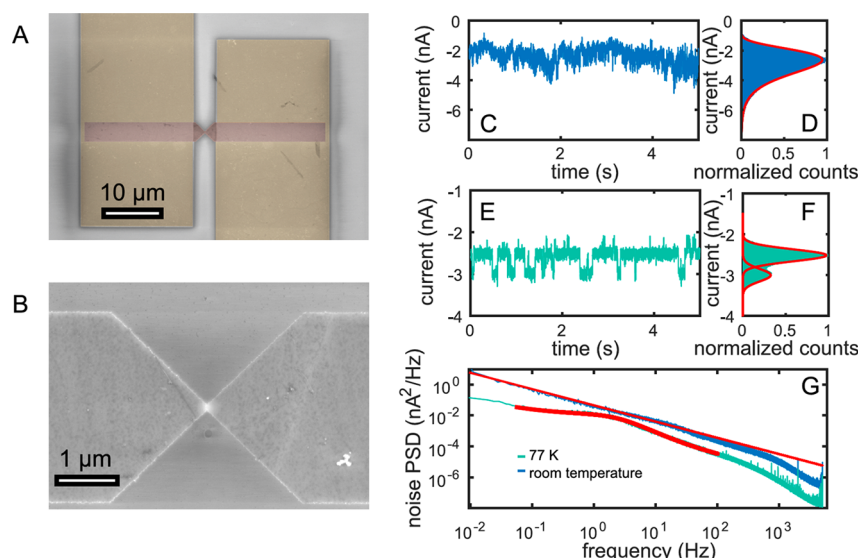 A
10 μm
B
1 μm
0
-2
-4
-6
current (nA)
C
0
2
4
time (s)
0
-2
-4
-6
current (nA)
D
0
0.5
1
normalized counts
-1
-2
-3
-4
current (nA)
E
0
2
4
time (s)
-1
-2
-3
-4
current (nA)
F
0
0.5
1
normalized counts
G
noise PSD (nA²/Hz)
10⁰
10⁻²
10⁻⁴
10⁻⁶
77 K
room temperature
10⁻²
10⁻¹
10⁰
10¹
10²
10³
frequency (Hz)